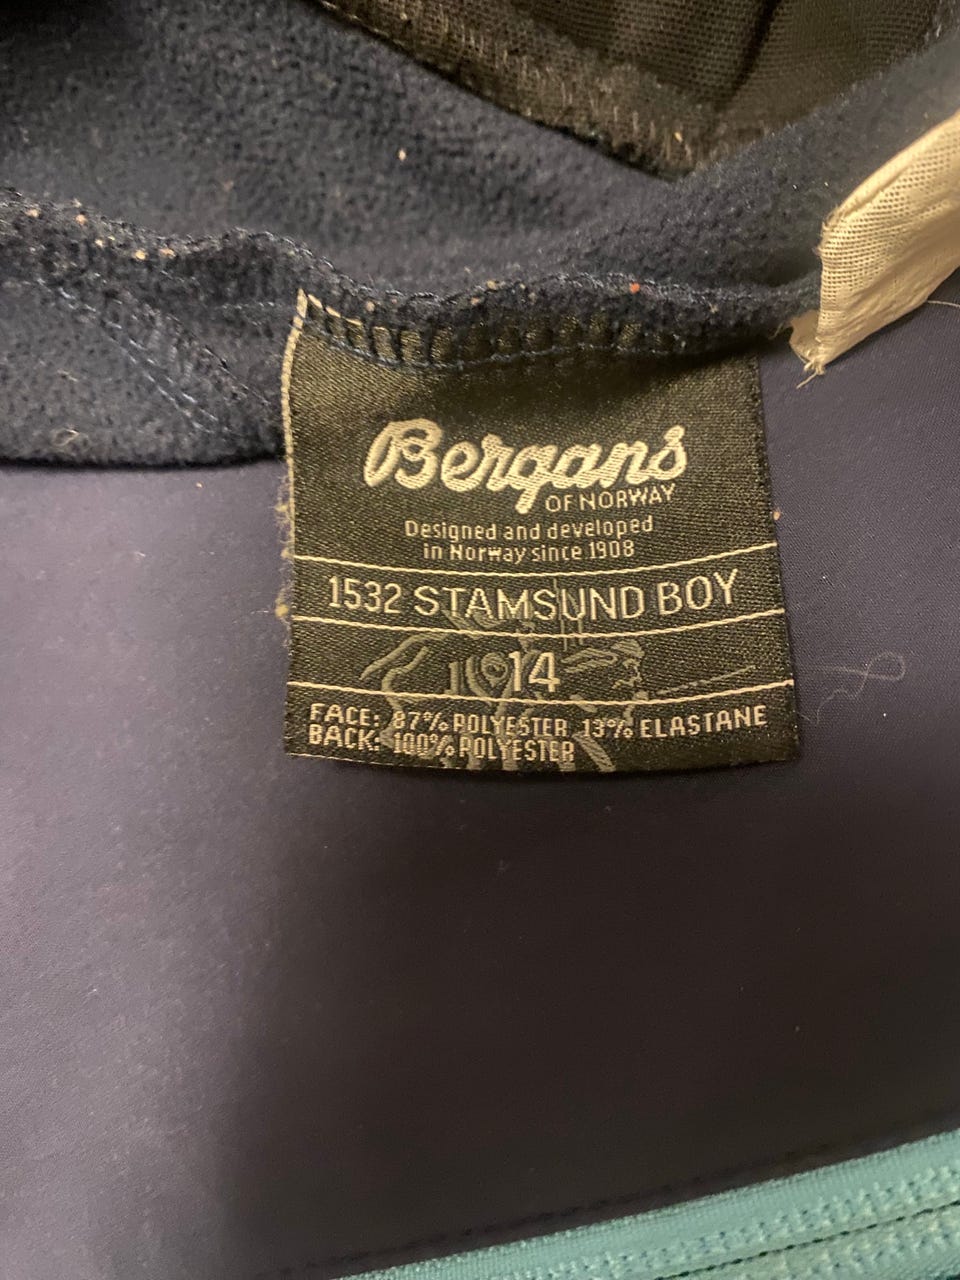 Bergans
OF NORWAY
Designed and developed
in Norway since 1908
1532 STAMSUND BOY
14
FACE: 87% POLYESTER 13% ELASTANE
BACK: 100% POLYESTER